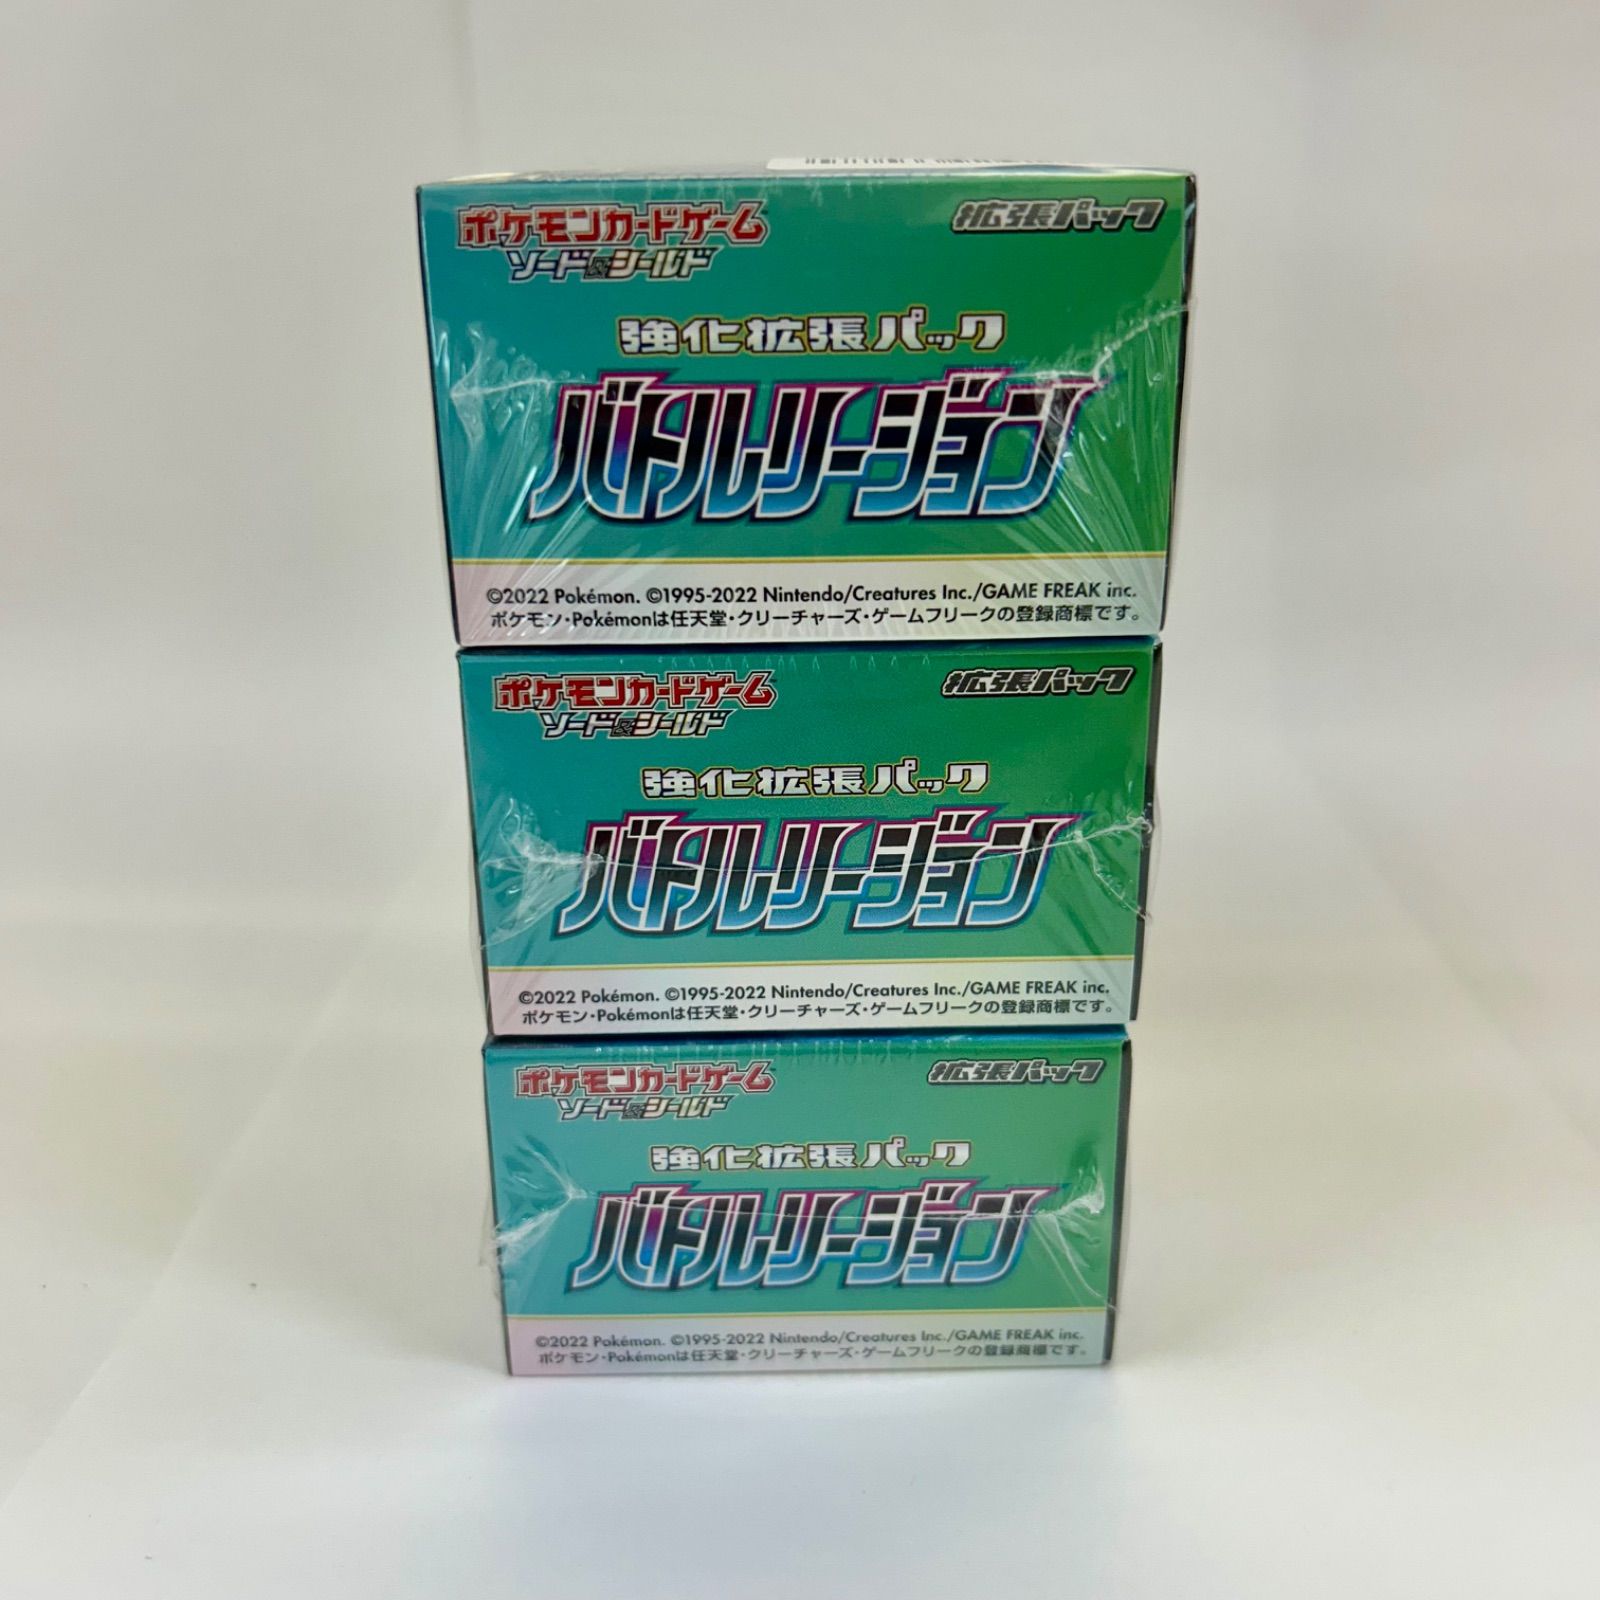 ポケモンカードゲーム
ソード&シールド
拡張パック
強化拡張パック
バトルリージョン
©2022 Pokémon. ©1995-2022 Nintendo/Creatures Inc./GAME FREAK inc.
ポケモン・Pokémonは任天堂・クリーチャーズ・ゲームフリークの登録商標です。
ポケモンカードゲーム
ソード&シールド
拡張パック
強化拡張パック
バトルリージョン
©2022 Pokémon. ©1995-2022 Nintendo/Creatures Inc./GAME FREAK inc.
ポケモン・Pokémonは任天堂・クリーチャーズ・ゲームフリークの登録商標です。
ポケモンカードゲーム
ソード&シールド
拡張パック
強化拡張パック
バトルリージョン
©2022 Pokémon. ©1995-2022 Nintendo/Creatures Inc./GAME FREAK inc.
ポケモン・Pokémonは任天堂・クリーチャーズ・ゲームフリークの登録商標です。